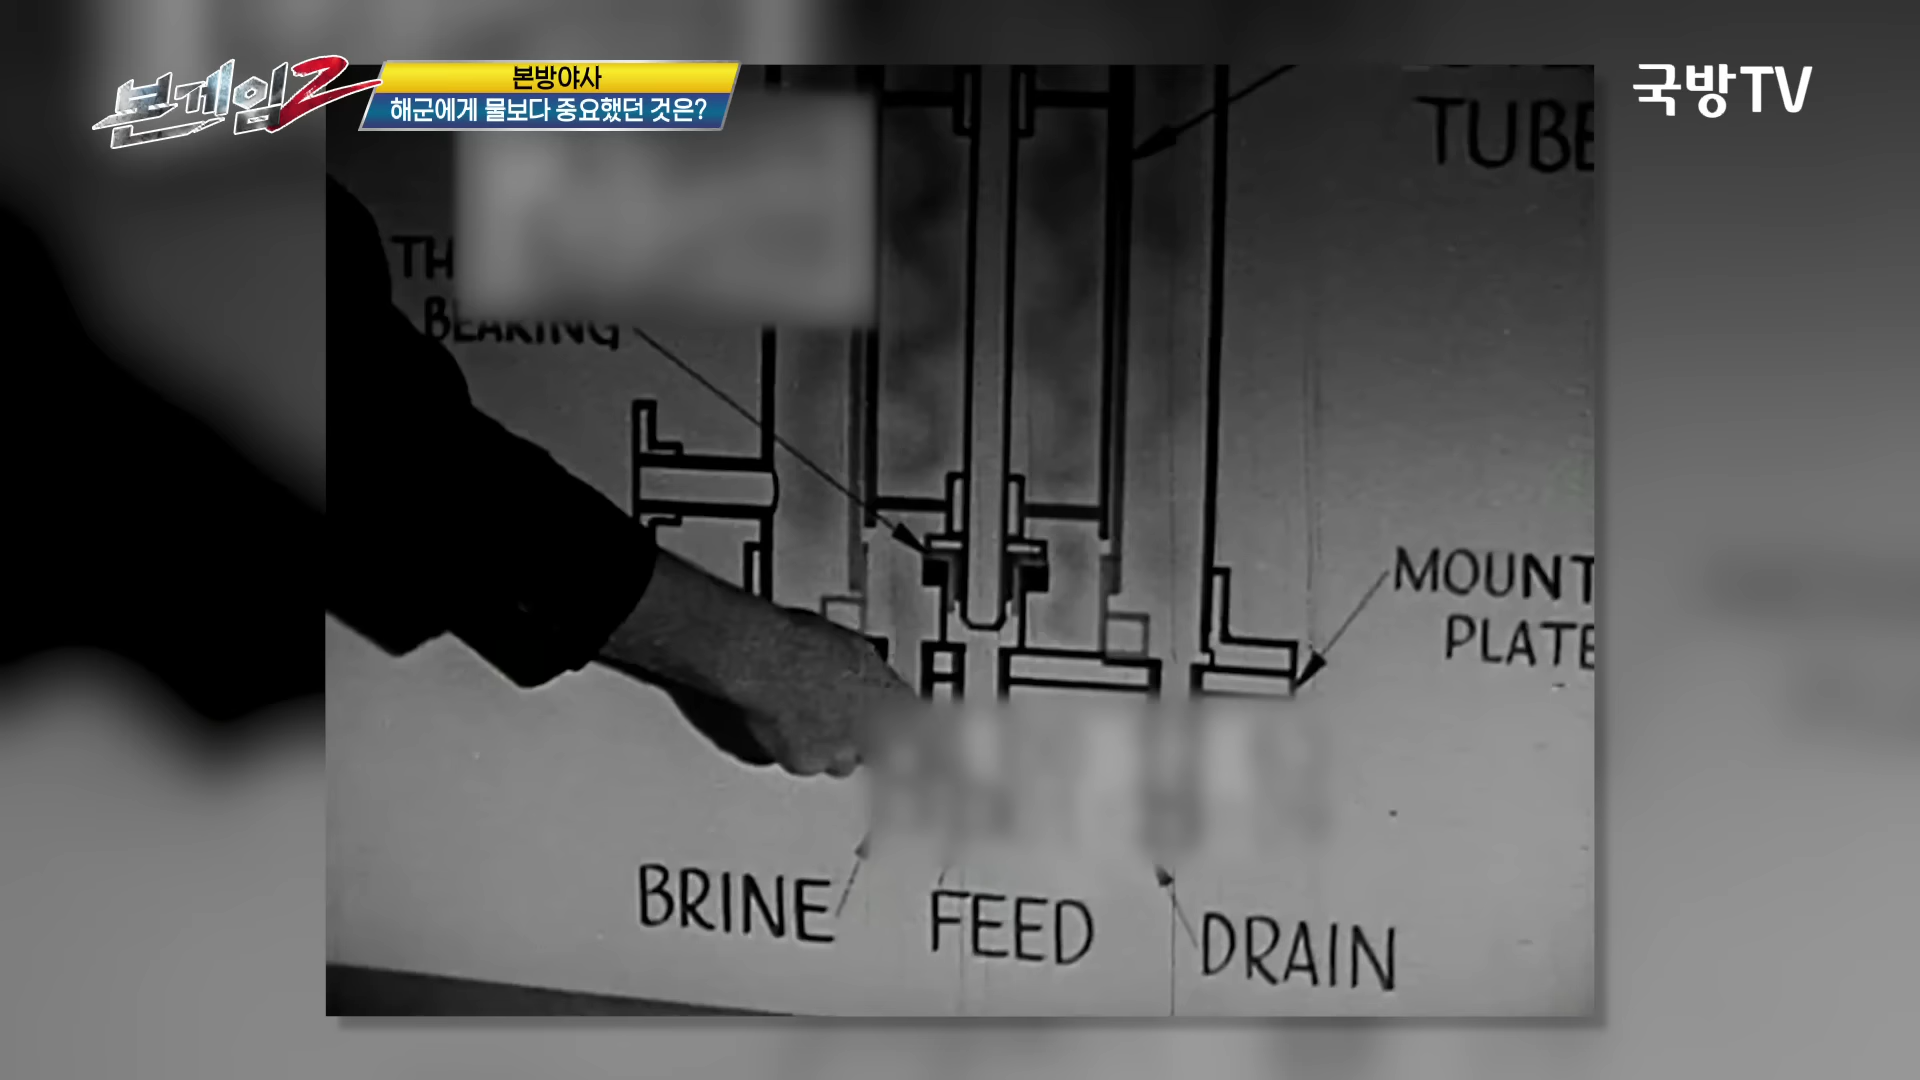 본게임2
본방야사
해군에게 물보다 중요했던 것은?
국방TV
TUBE
TH
BEARING
MOUNT
PLATE
BRINE
FEED
DRAIN